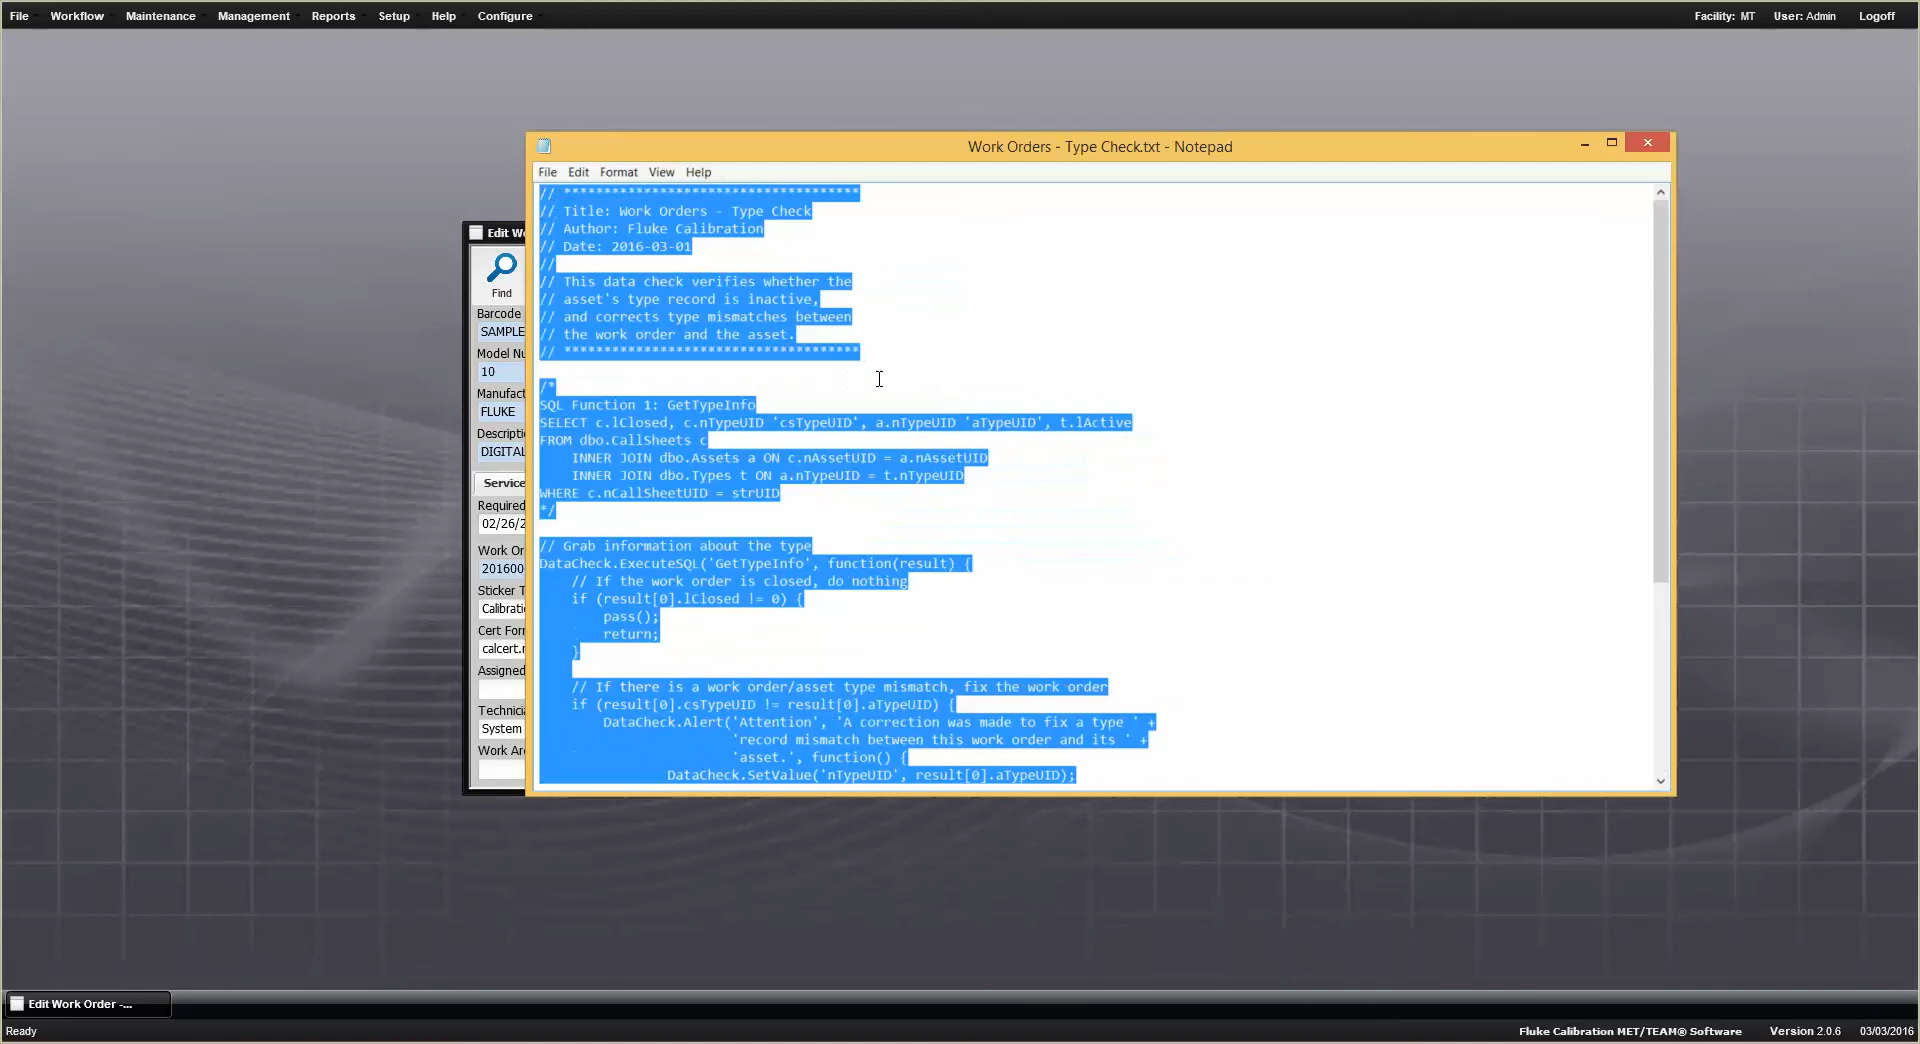 File Workflow Maintenance Management Reports Setup Help Configure Facility: MT User: Admin Logoff
Work Orders - Type Check.txt - Notepad
File Edit Format View Help
// *************************************
// Title: Work Orders - Type Check
// Author: Fluke Calibration
// Date: 2016-03-01
//
// This data check verifies whether the
// asset's type record is inactive,
// and corrects type mismatches between
// the work order and the asset.
// *************************************
/*
SQL Function 1: GetTypeInfo
SELECT c.lClosed, c.nTypeUID 'csTypeUID', a.nTypeUID 'aTypeUID', t.lActive
FROM dbo.CallSheets c
INNER JOIN dbo.Assets a ON c.nAssetUID = a.nAssetUID
INNER JOIN dbo.Types t ON a.nTypeUID = t.nTypeUID
WHERE c.nCallSheetUID = strUID
*/
// Grab information about the type
DataCheck.ExecuteSQL('GetTypeInfo', function(result) {
// If the work order is closed, do nothing
if (result[0].lClosed != 0) {
pass();
return;
}
// If there is a work order/asset type mismatch, fix the work order
if (result[0].csTypeUID != result[0].aTypeUID) {
DataCheck.Alert('Attention', 'A correction was made to fix a type ' +
'record mismatch between this work order and its ' +
'asset.', function() {
DataCheck.SetValue('nTypeUID', result[0].aTypeUID);
Edit W
Find
Barcode
SAMPLE
Model Nu
10
Manufact
FLUKE
Descripti
DIGITAL
Service
Required
02/26/2
Work Or
201600
Sticker T
Calibratio
Cert For
calcert.r
Assigned
Technicia
System
Work Are
Edit Work Order -...
Ready
Fluke Calibration MET/TEAM® Software Version 2.0.6 03/03/2016